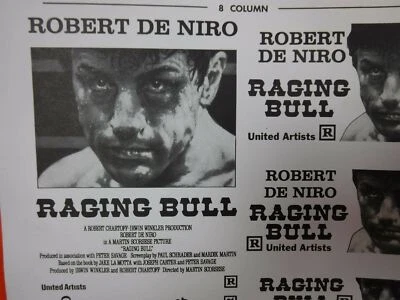 8 COLUMN
ROBERT DE NIRO
RAGING BULL
A ROBERT CHARTOFF-IRWIN WINKLER PRODUCTION
ROBERT DE NIRO
in A MARTIN SCORSESE PICTURE
"RAGING BULL"
Produced in association with PETER SAVAGE Screenplay by PAUL SCHRADER and MARDIK MARTIN
Based on the book by JAKE LA MOTTA with JOSEPH CARTER and PETER SAVAGE
Produced by IRWIN WINKLER and ROBERT CHARTOFF Directed by MARTIN SCORSESE
R
United Artists
ROBERT
DE NIRO
RAGING
BULL
United Artists R
ROBERT
DE NIRO
RAGING
BULL
R United Artists
ROBERT
DE NIRO